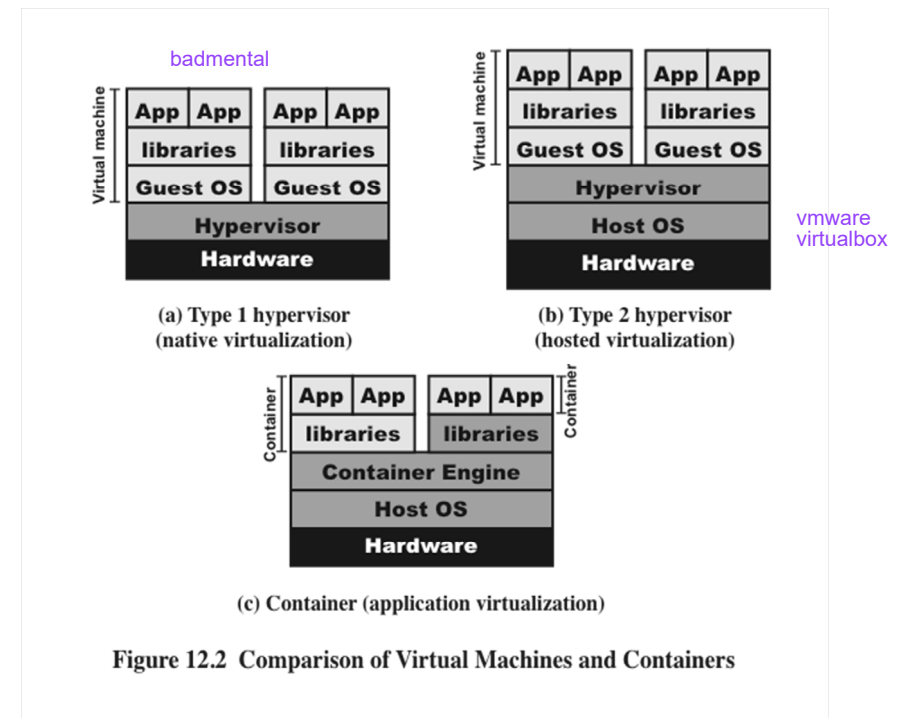 badmental
Virtual machine
App App App App
libraries libraries
Guest OS Guest OS
Hypervisor
Hardware
(a) Type 1 hypervisor
(native virtualization)
Virtual machine
App App App App
libraries libraries
Guest OS Guest OS
Hypervisor
Host OS
Hardware
vmware
virtualbox
(b) Type 2 hypervisor
(hosted virtualization)
Container
App App App App
Container
libraries libraries
Container Engine
Host OS
Hardware
(c) Container (application virtualization)
Figure 12.2 Comparison of Virtual Machines and Containers